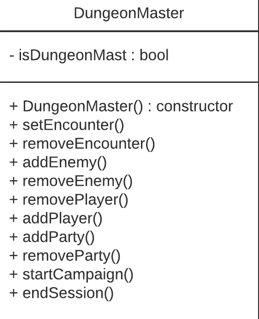 DungeonMaster
- isDungeonMast : bool
+ DungeonMaster() : constructor
+ setEncounter()
+ removeEncounter()
+ addEnemy()
+ removeEnemy()
+ removePlayer()
+ addPlayer()
+ addParty()
+ removeParty()
+ startCampaign()
+ endSession()